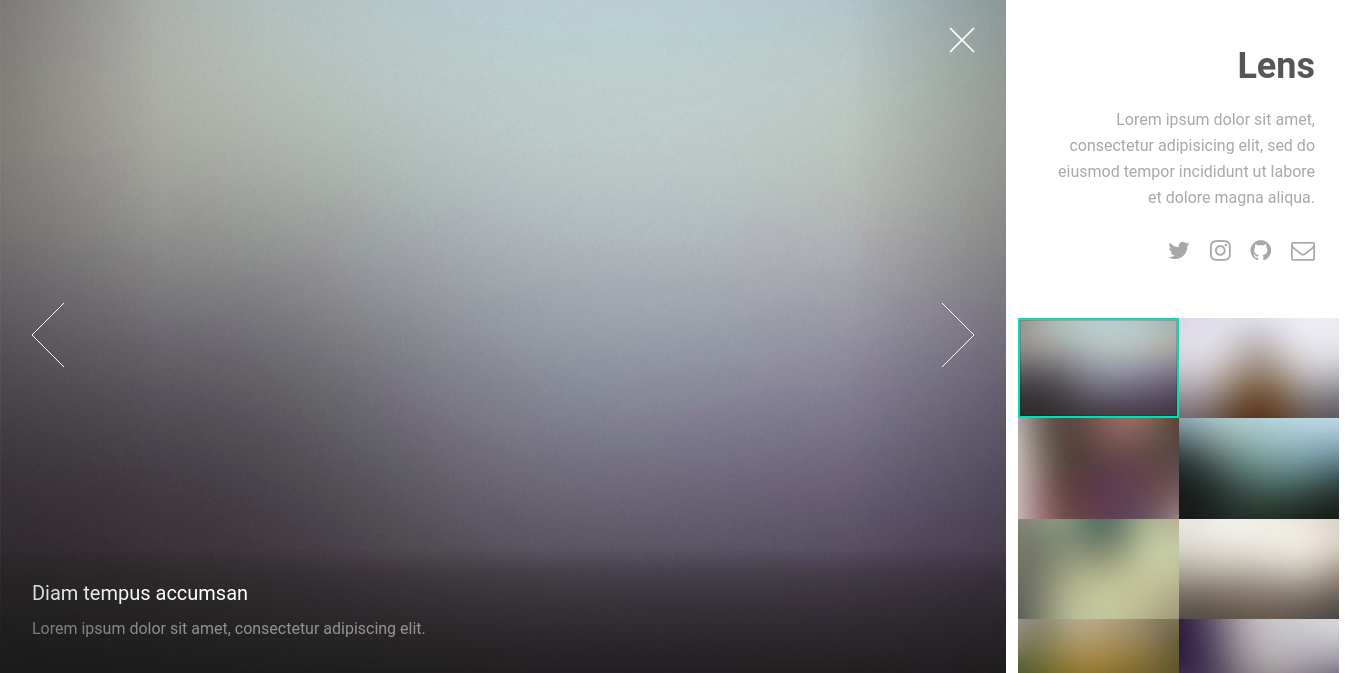 Lens
Lorem ipsum dolor sit amet,
consectetur adipisicing elit, sed do
eiusmod tempor incididunt ut labore
et dolore magna aliqua.
Diam tempus accumsan
Lorem ipsum dolor sit amet, consectetur adipiscing elit.